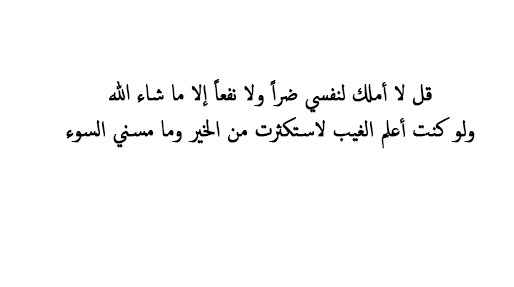 قل لا أملك لنفسي ضراً ولا نفعاً إلا ما شاء الله
ولو كنت أعلم الغيب لاستكثرت من الخير وما مسني السوء